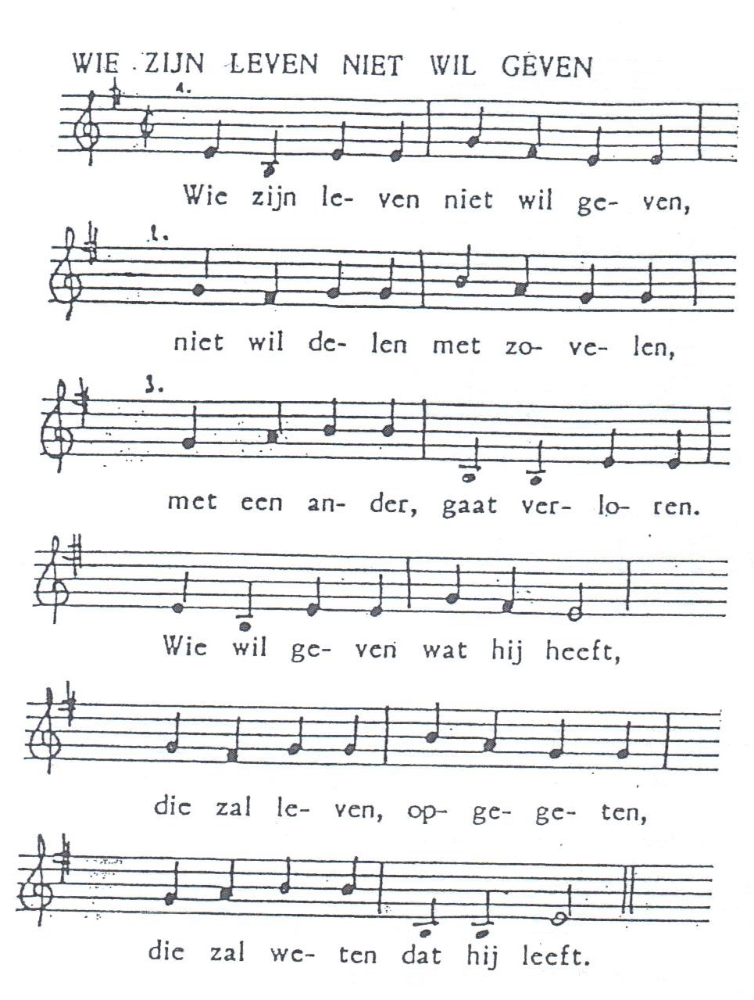 WIE ZIJN LEVEN NIET WIL GEVEN
1.
Wie zijn le- ven niet wil ge- ven,
2.
niet wil de- len met zo- ve- len,
3.
met een an- der, gaat ver- lo- ren.
Wie wil ge- ven wat hij heeft,
die zal le- ven, op- ge- ge- ten,
die zal we- ten dat hij leeft.